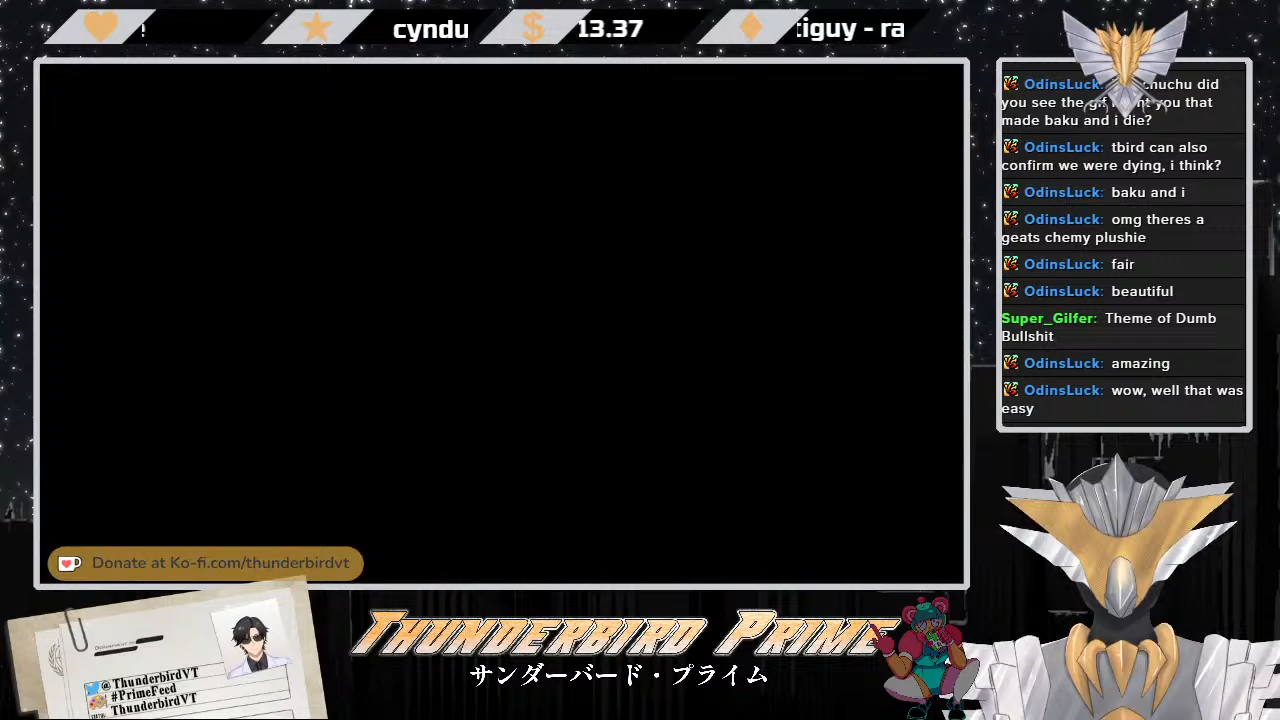 cyndu
13.37
tiguy - ra
OdinsLuck: chuchu did
you see the gif i sent you that
made baku and i die?
OdinsLuck: tbird can also
confirm we were dying, i think?
OdinsLuck: baku and i
OdinsLuck: omg theres a
geats chemy plushie
OdinsLuck: fair
OdinsLuck: beautiful
Super_Gilfer: Theme of Dumb
Bullshit
OdinsLuck: amazing
OdinsLuck: wow, well that was
easy
Donate at Ko-fi.com/thunderbirdvt
@ThunderbirdVT
#PrimeFeed
ThunderbirdVT
THUNDERBIRD PRIME
サンダーバード・プライム